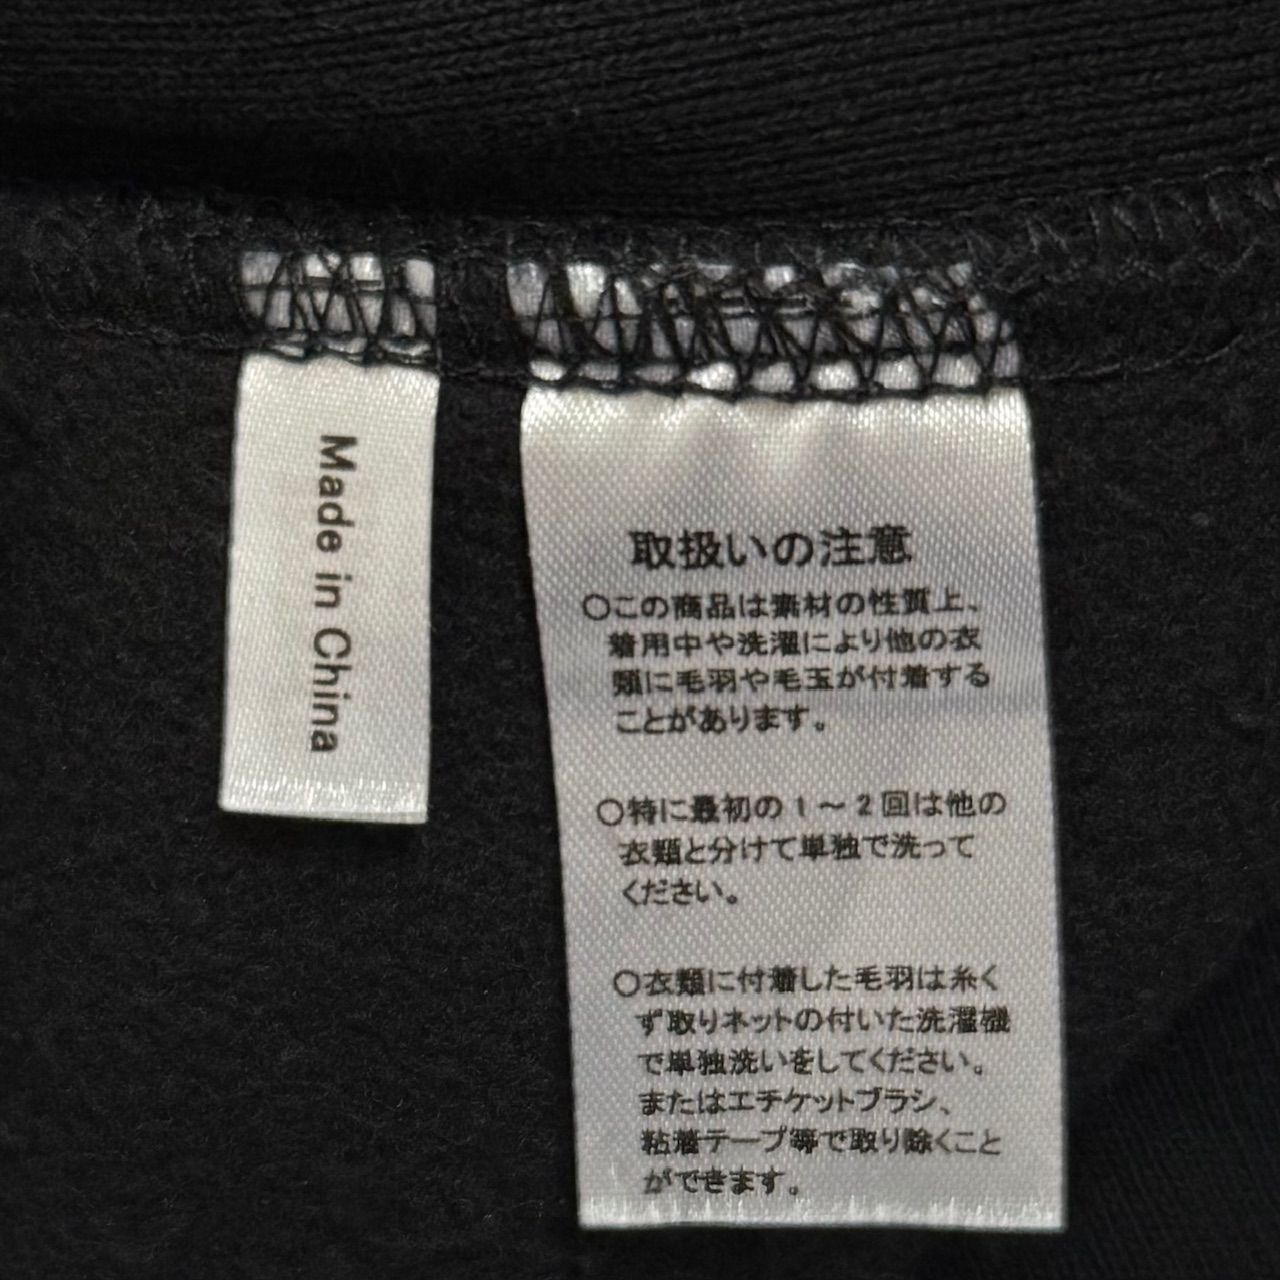 Made in China
取扱いの注意
○この商品は素材の性質上、
着用中や洗濯により他の衣
類に毛羽や毛玉が付着する
ことがあります。
○特に最初の1〜2回は他の
衣類と分けて単独で洗って
ください。
○衣類に付着した毛羽は糸く
ず取りネットの付いた洗濯機
で単独洗いをしてください。
またはエチケットブラシ、
粘着テープ等で取り除くこと
ができます。